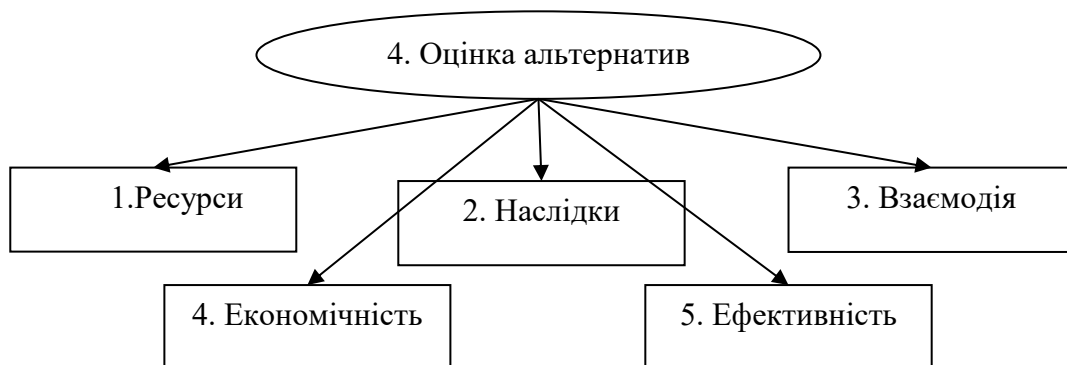 4. Оцінка альтернатив
1.Ресурси
2. Наслідки
3. Взаємодія
4. Економічність
5. Ефективність